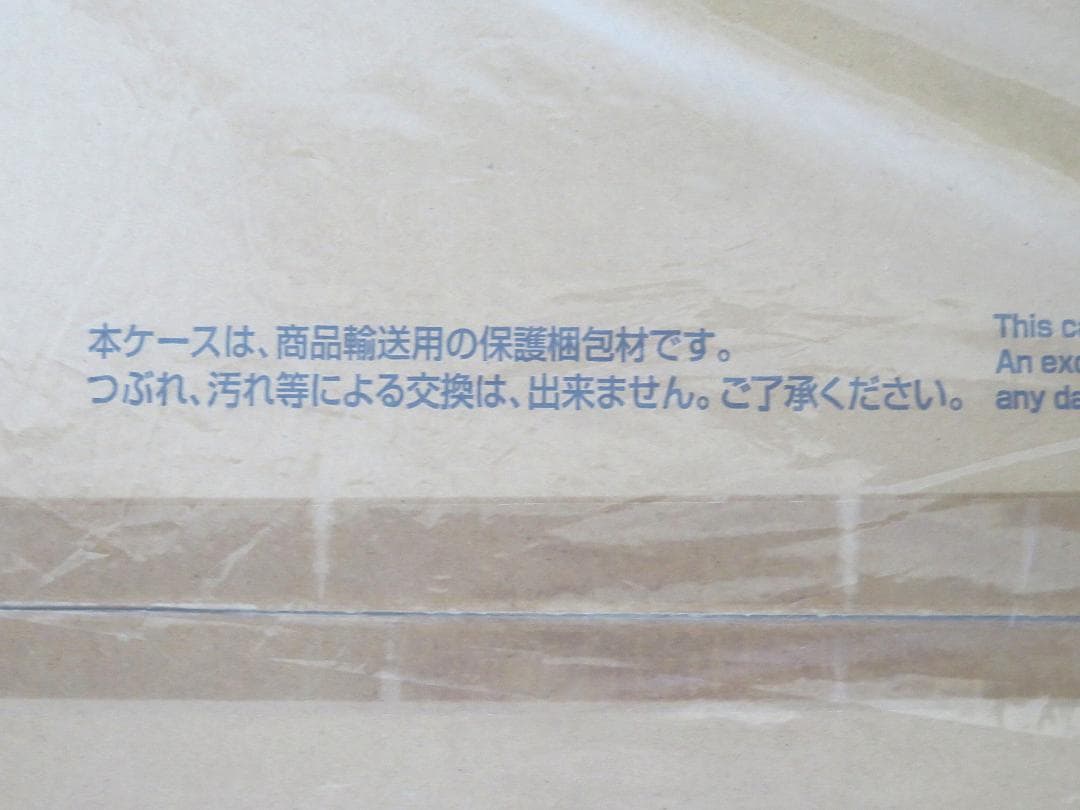 本ケースは、商品輸送用の保護梱包材です。
つぶれ、汚れ等による交換は、出来ません。ご了承ください。
This
An
any